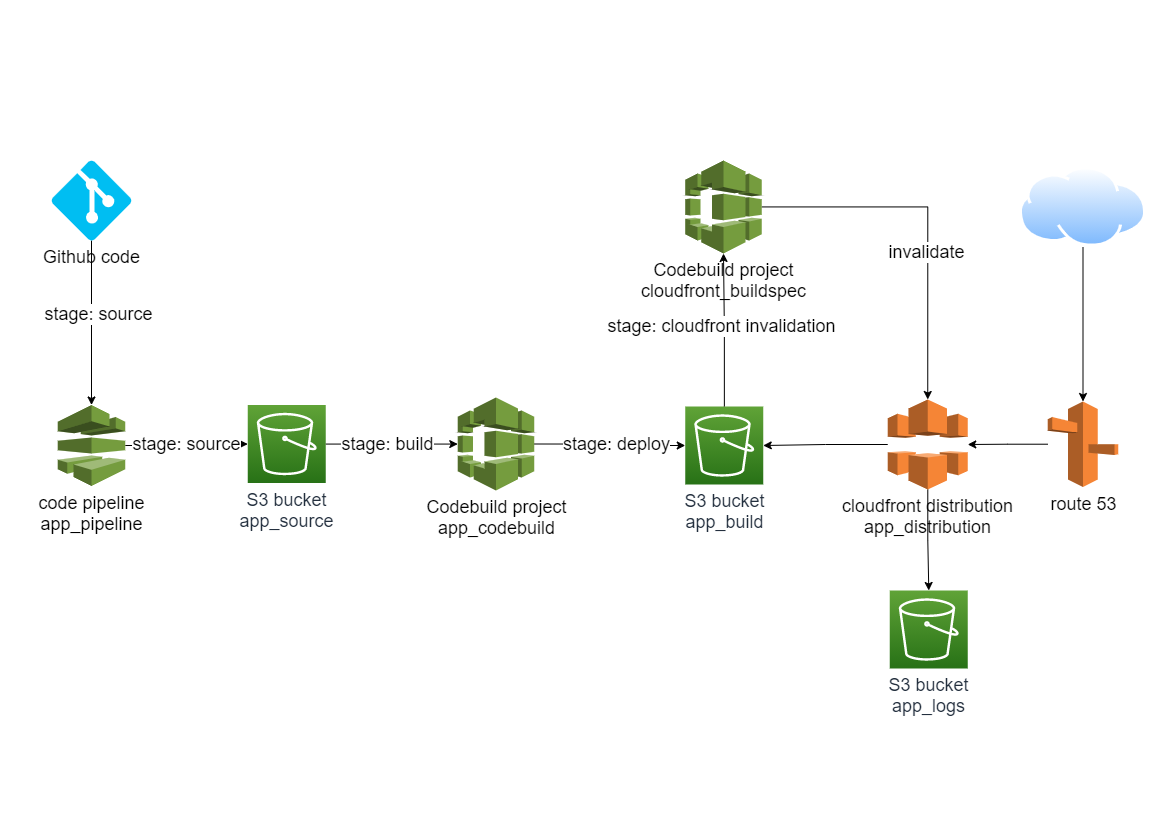 Github code
stage: source
code pipeline
app_pipeline
stage: source
S3 bucket
app_source
stage: build
Codebuild project
app_codebuild
stage: deploy
S3 bucket
app_build
stage: cloudfront invalidation
Codebuild project
cloudfront_buildspec
invalidate
cloudfront distribution
app_distribution
route 53
S3 bucket
app_logs